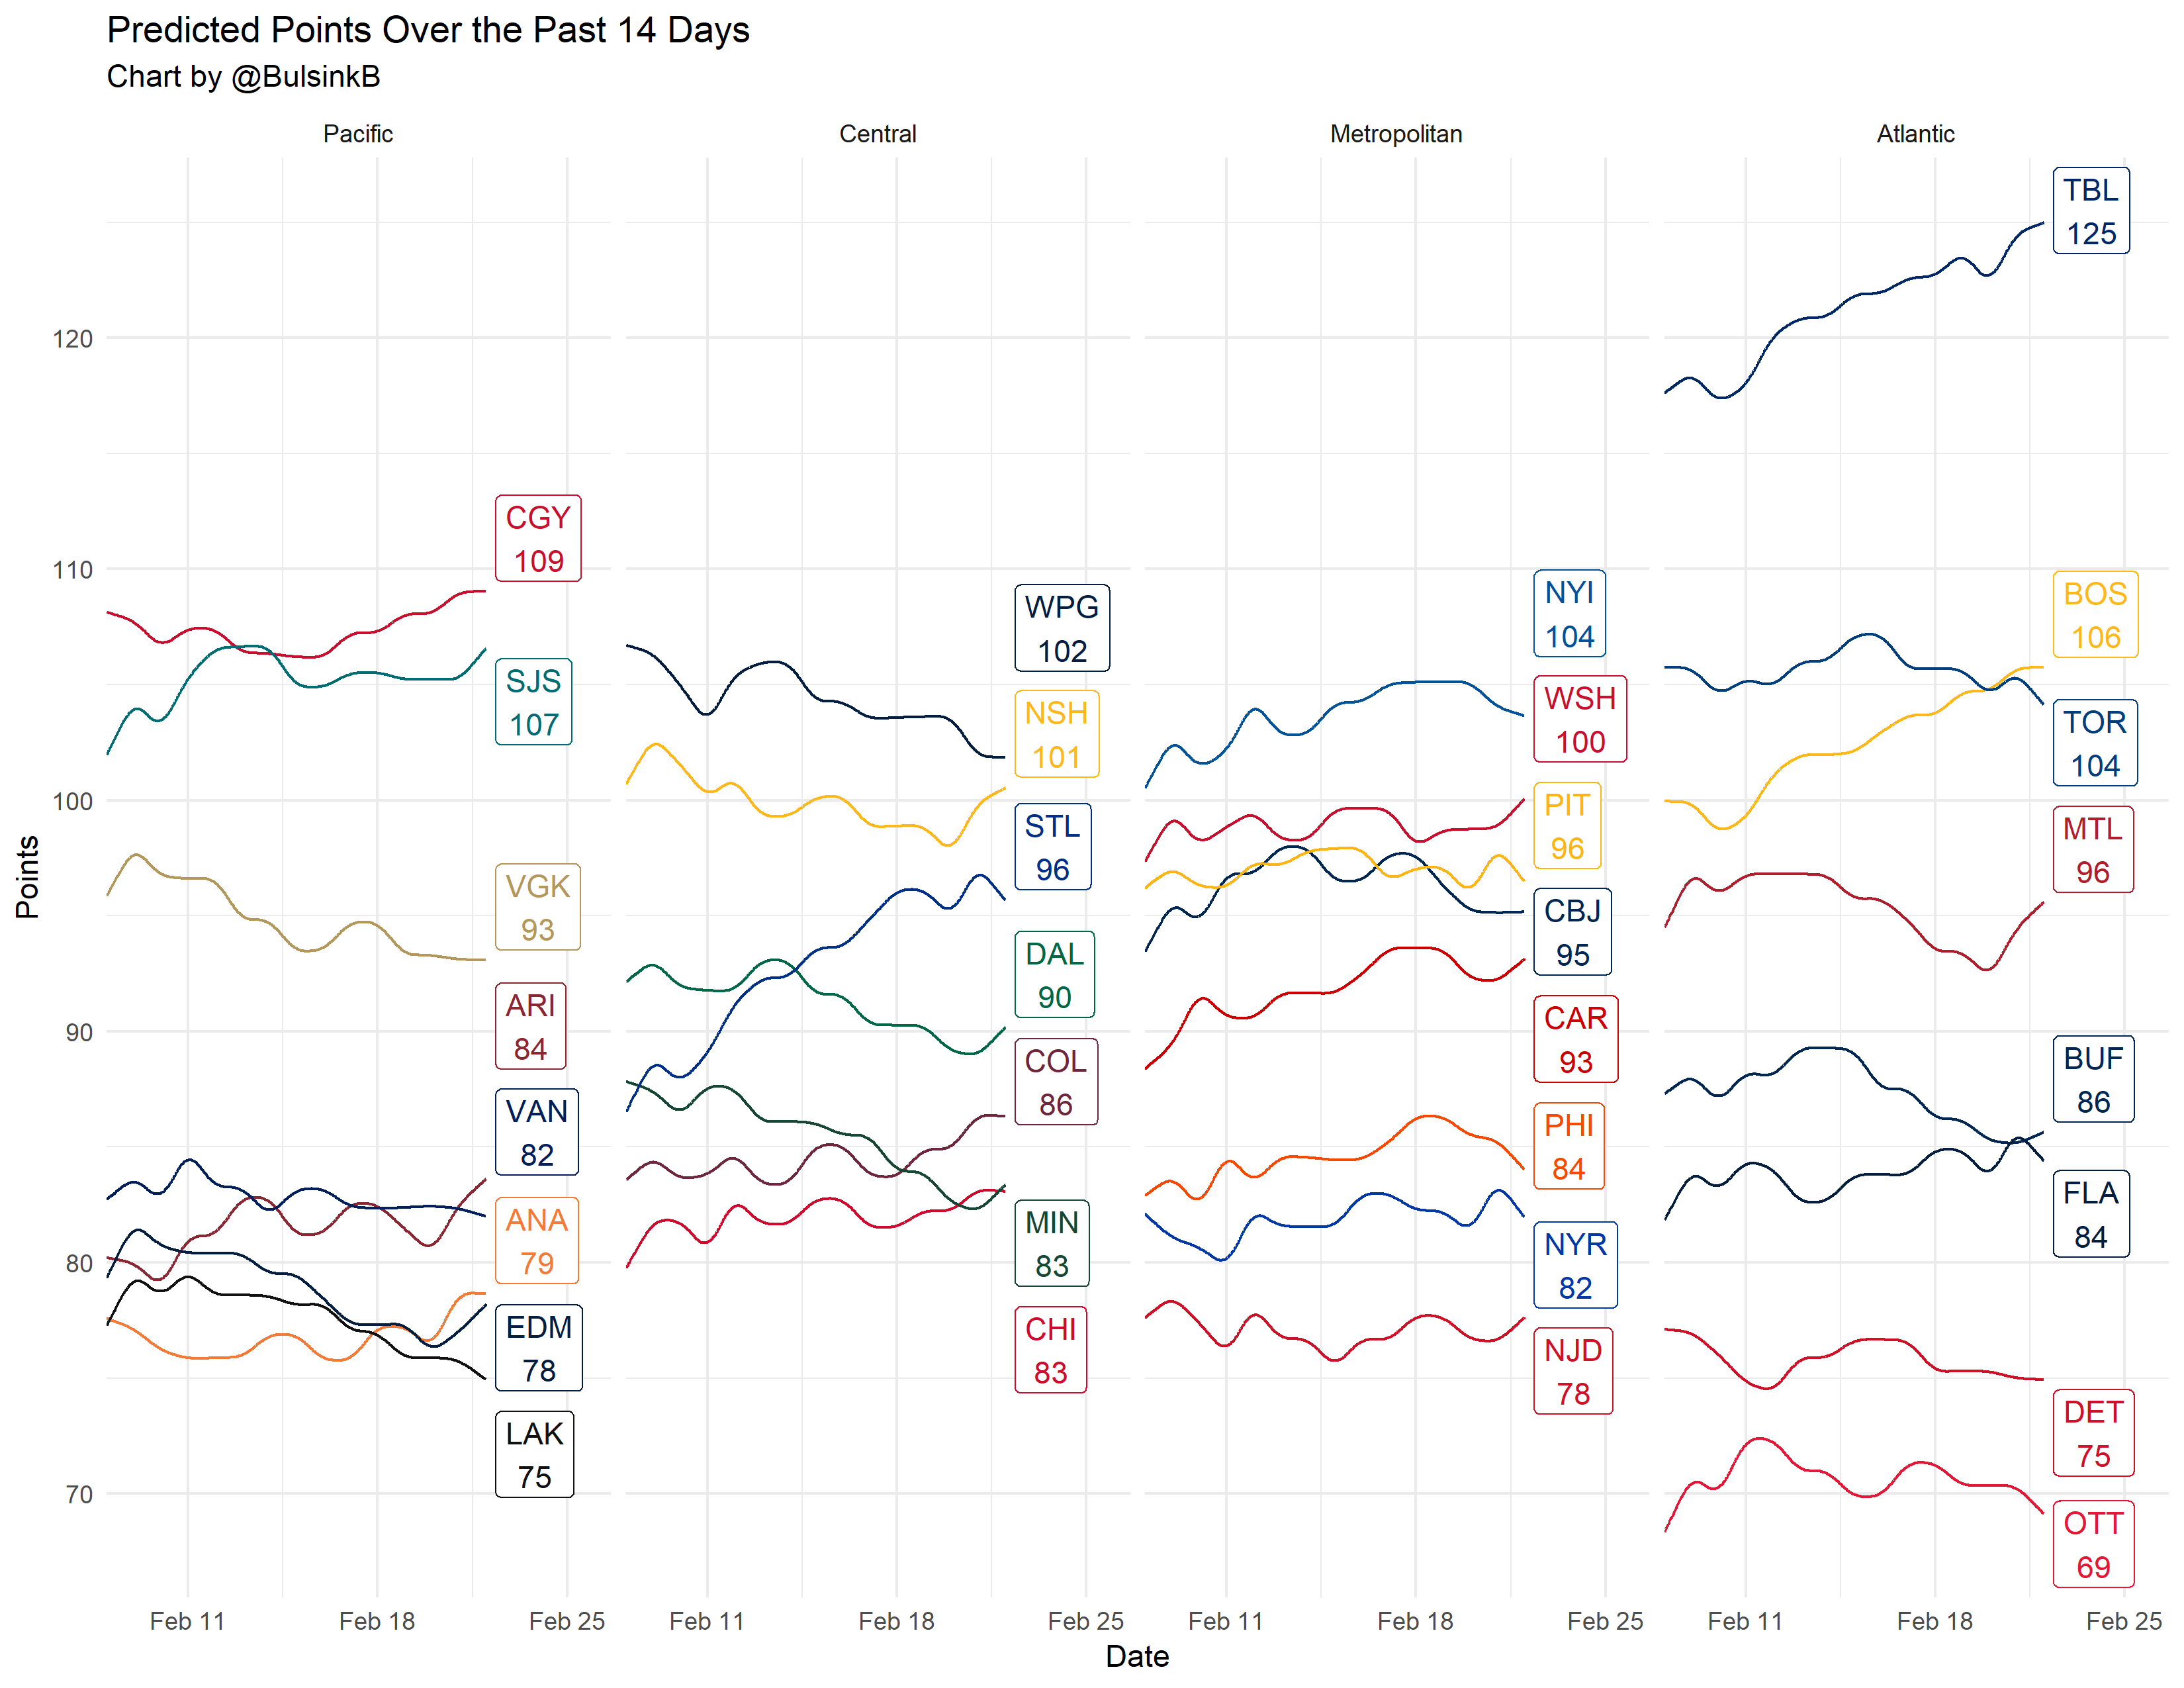 Predicted Points Over the Past 14 Days
Chart by @BulsinkB
Pacific
Central
Metropolitan
Atlantic
Points
120
110
100
90
80
70
CGY
109
SJS
107
VGK
93
ARI
84
VAN
82
ANA
79
EDM
78
LAK
75
WPG
102
NSH
101
STL
96
DAL
90
COL
86
MIN
83
CHI
83
NYI
104
WSH
100
PIT
96
CBJ
95
CAR
93
PHI
84
NYR
82
NJD
78
TBL
125
BOS
106
TOR
104
MTL
96
BUF
86
FLA
84
DET
75
OTT
69
Feb 11
Feb 18
Feb 25
Feb 11
Feb 18
Feb 25
Feb 11
Feb 18
Feb 25
Feb 11
Feb 18
Feb 25
Date